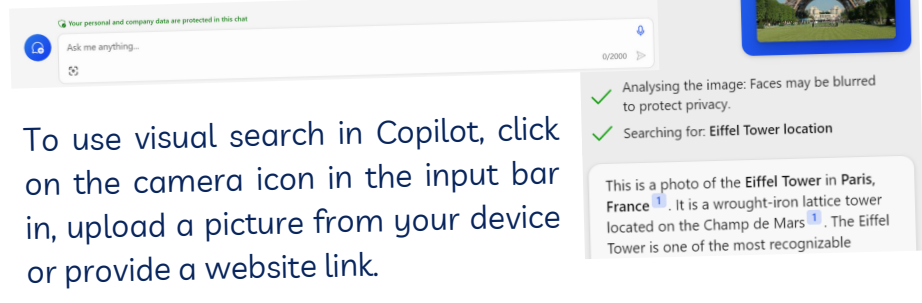 Your personal and company data are protected in this chat
Ask me anything...
0/2000
To use visual search in Copilot, click
on the camera icon in the input bar
in, upload a picture from your device
or provide a website link.
Analysing the image: Faces may be blurred
to protect privacy.
Searching for: Eiffel Tower location
This is a photo of the Eiffel Tower in Paris,
France 1 . It is a wrought-iron lattice tower
located on the Champ de Mars 1 . The Eiffel
Tower is one of the most recognizable